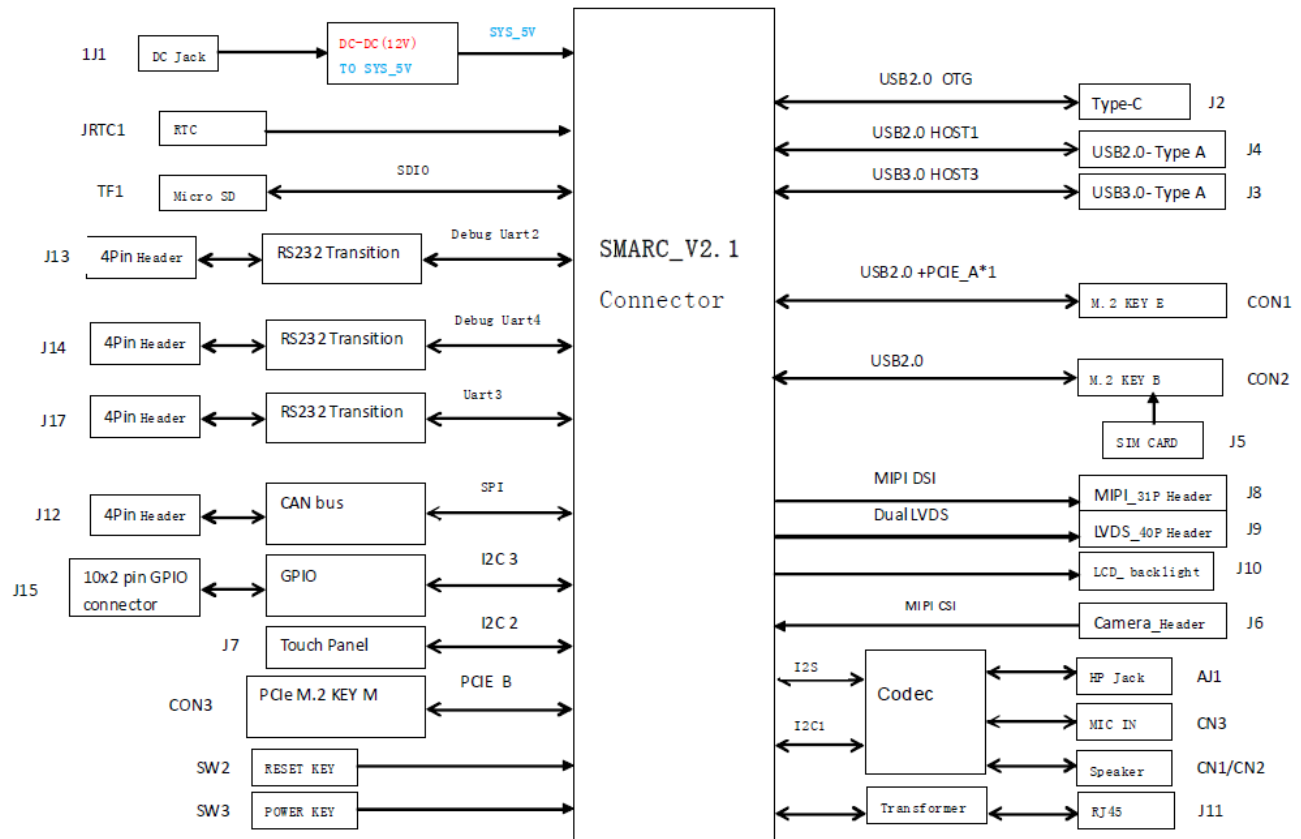 1J1
DC Jack
DC-DC(12V)
TO SYS_5V
SYS_5V
JRTC1
RTC
TF1
Micro SD
SDIO
J13
4Pin Header
RS232 Transition
Debug Uart2
J14
4Pin Header
RS232 Transition
Debug Uart4
J17
4Pin Header
RS232 Transition
Uart3
J12
4Pin Header
CAN bus
SPI
J15
10x2 pin GPIO
connector
GPIO
I2C 3
J7
Touch Panel
I2C 2
CON3
PCIe M.2 KEY M
PCIE B
SW2
RESET KEY
SW3
POWER KEY
SMARC_V2.1
Connector
USB2.0 OTG
Type-C
J2
USB2.0 HOST1
USB2.0- Type A
J4
USB3.0 HOST3
USB3.0- Type A
J3
USB2.0 +PCIE_A*1
M.2 KEY E
CON1
USB2.0
M.2 KEY B
CON2
SIM CARD
J5
MIPI DSI
MIPI_31P Header
J8
Dual LVDS
LVDS_40P Header
J9
LCD_ backlight
J10
MIPI CSI
Camera_Header
J6
I2S
I2C1
Codec
HP Jack
AJ1
MIC IN
CN3
Speaker
CN1/CN2
Transformer
RJ45
J11